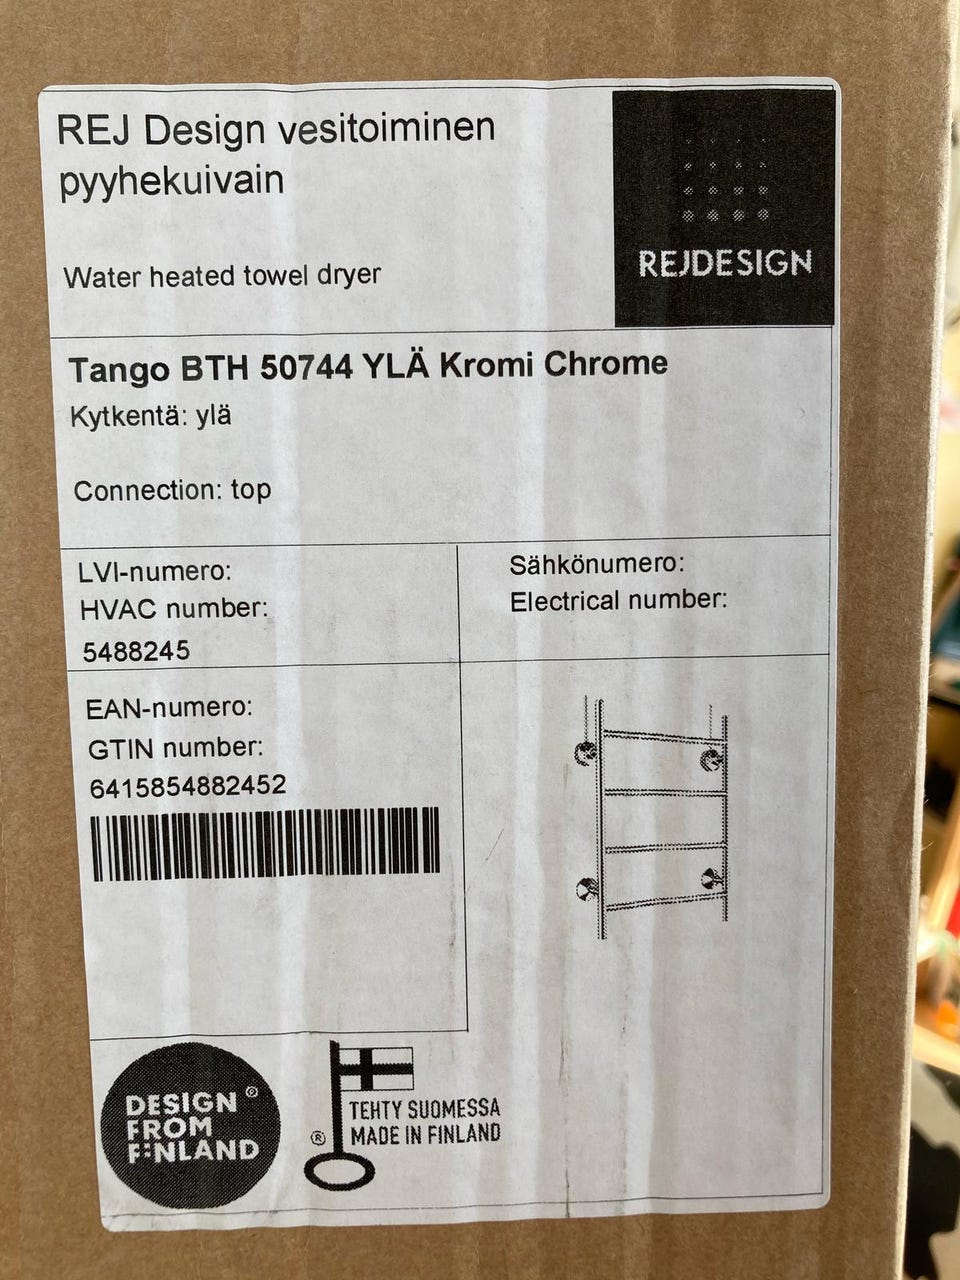 REJ Design vesitoiminen
pyyhekuivain
Water heated towel dryer
REJDESIGN
Tango BTH 50744 YLÄ Kromi Chrome
Kytkentä: ylä
Connection: top
LVI-numero:
HVAC number:
5488245
Sähkönumero:
Electrical number:
EAN-numero:
GTIN number:
6415854882452
DESIGN ®
FROM
FINLAND
®
TEHTY SUOMESSA
MADE IN FINLAND